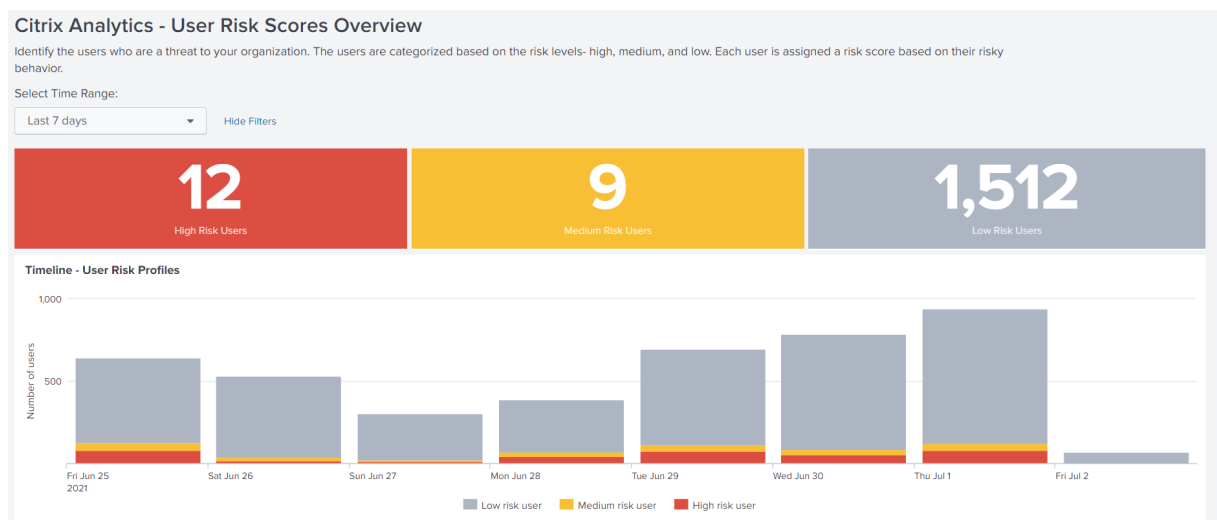 Citrix Analytics - User Risk Scores Overview
Identify the users who are a threat to your organization. The users are categorized based on the risk levels- high, medium, and low. Each user is assigned a risk score based on their risky
behavior.
Select Time Range:
Last 7 days
Hide Filters
12
High Risk Users
9
Medium Risk Users
1,512
Low Risk Users
Timeline - User Risk Profiles
1,000
500
Number of users
Fri Jun 25
2021
Sat Jun 26
Sun Jun 27
Mon Jun 28
Tue Jun 29
Wed Jun 30
Thu Jul 1
Fri Jul 2
Low risk user
Medium risk user
High risk user